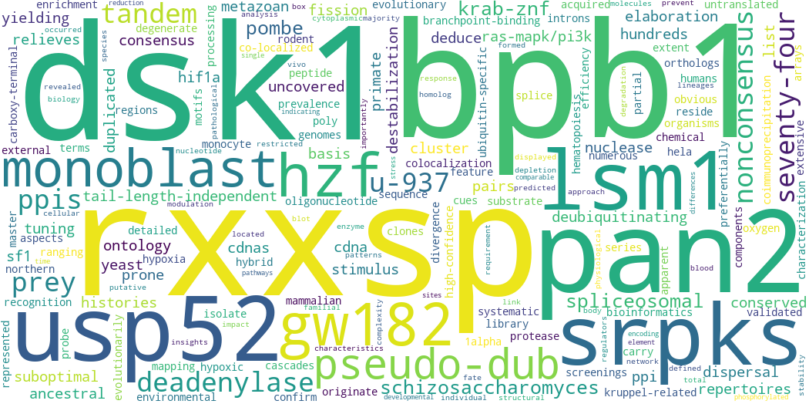 dsk1
bpb1
rxxsp
pan2
usp52
srpks
lsm1
hzf
gw182
monoblast
u-937
pseudo-dub
deadenylase
prey
ppis
nonconsensus
seventy-four
tandem
pombe
krab-znf
yielding
enrichment
metazoan
fission
elaboration
untranslated
acquired
molecules
prevent
evolutionary
analysis
box
cytoplasmic
majority
reduction
occurred
degenerate
relieves
consensus
processing
co-localized
rodent
single
vivo
peptide
hif1a
uncovered
species
biology
carboxy-terminal
duplicated
motifs
prevalence
poly
pathological
indicating
regions
external
terms
nucleotide
restricted
monocyte
genomes
importantly
primate
destabilization
deduce
ras-mapk/pi3k
branchpoint-binding
introns
hundreds
response
homolog
formed
splice
ubiquitin-specific
hematopoiesis
efficiency
degradation
extent
orthologs
partial
humans
lineages
obvious
reside
organisms
list
arrays
extensive
coimmunoprecipitation
chemical
nuclease
hela
numerous
preferentially
displayed
depletion
comparable
predicted
approach
differences
stress
cluster
colocalization
feature
sequence
basis
oligonucleotide
tail-length-independent
pairs
cues
substrate
deubiquitinating
components
oxygen
characterization
tuning
master
cellular
modulation
detailed
located
blot
enzyme
patterns
pathways
cdnas
cdna
clones
divergence
high-confidence
requirement
series
physiological
apparent
blood
aspects
ranging
time
sf1
northern
ontology
hypoxia
yeast
prone
hybrid
putative
stimulus
recognition
histories
mammalian
sites
familial
link
systematic
library
body
spliceosomal
bioinformatics
conserved
validated
represented
evolutionarily
probe
isolate
impact
insights
characteristics
complexity
1alpha
protease
screenings
ppi
regulators
network
encoding
element
defined
carry
total
dispersal
kruppel-related
repertoires
phosphorylated
stability
suboptimal
ancestral
mapping
hypoxic
environmental
confirm
cascades
originate
schizosaccharomyces
fate
developmental
individual
structural